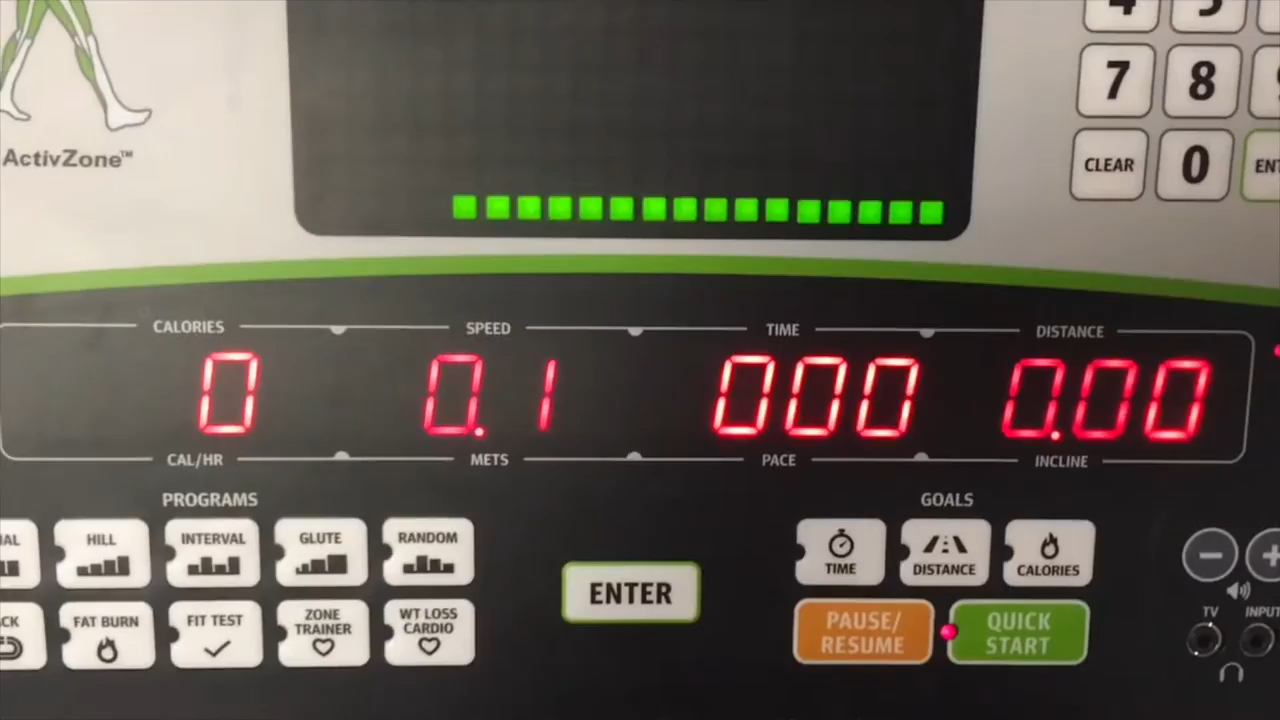 4 5
7 8
CLEAR 0
ActivZone™
CALORIES SPEED TIME DISTANCE
0 0.1 000 0.00
CAL/HR METS PACE INCLINE
PROGRAMS GOALS
HILL INTERVAL GLUTE RANDOM
ENTER
TIME DISTANCE CALORIES
FAT BURN FIT TEST ZONE TRAINER WT LOSS CARDIO
PAUSE/ RESUME
QUICK START
TV INPUT